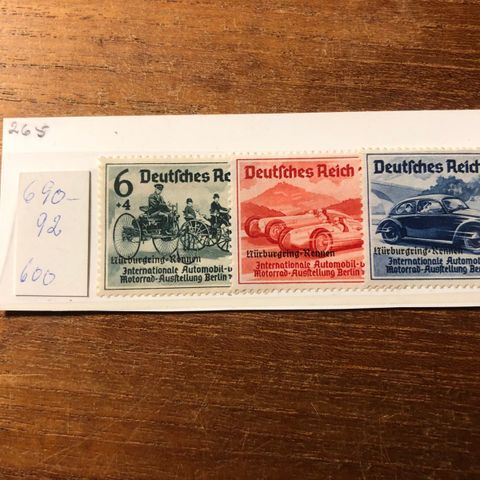 265
690-
92
600
6
+4
Deutsches Re
Nürburgring-Rennen
Internationale Automobil-u
Motorrad-Ausstellung Berlin
Deutsches Reich
Nürburgring-Rennen
Internationale Automobil-u
Motorrad-Ausstellung Berlin
Deutsches Reich
Nürburgring-Rennen
Internationale Automobil-
Motorrad-Ausstellung Berli